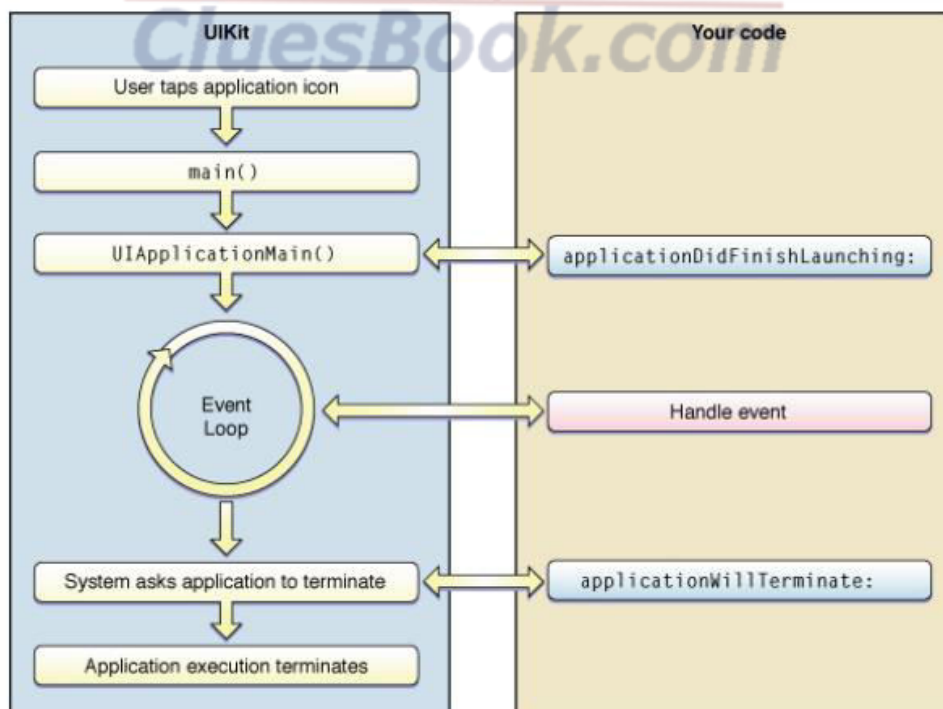 CluesBook.com
UIKit
Your code
User taps application icon
main()
UIApplicationMain()
applicationDidFinishLaunching:
Event
Loop
Handle event
System asks application to terminate
applicationWillTerminate:
Application execution terminates